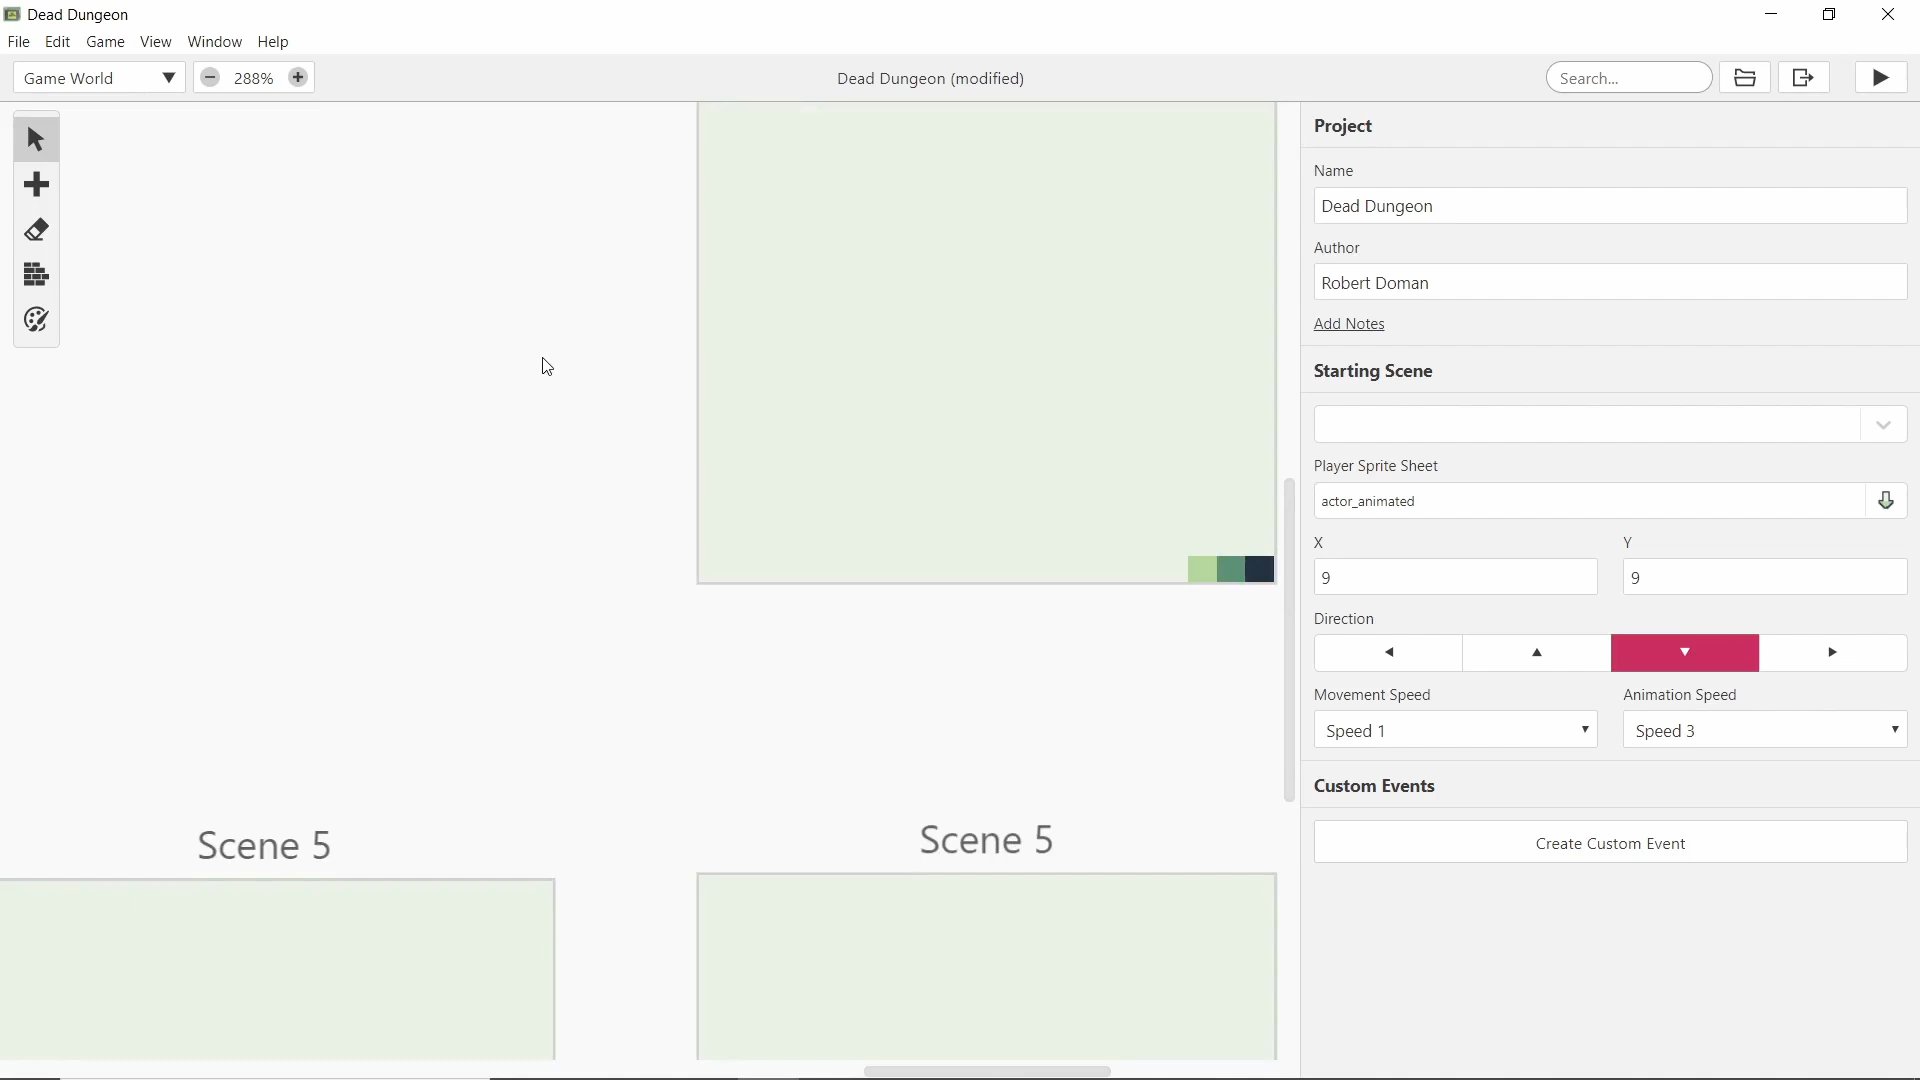 Dead Dungeon
File Edit Game View Window Help
Game World 288% Dead Dungeon (modified) Search...
Project
Name
Dead Dungeon
Author
Robert Doman
Add Notes
Starting Scene
Player Sprite Sheet
actor_animated
X Y
9 9
Direction
Movement Speed Animation Speed
Speed 1 Speed 3
Custom Events
Create Custom Event
Scene 5 Scene 5